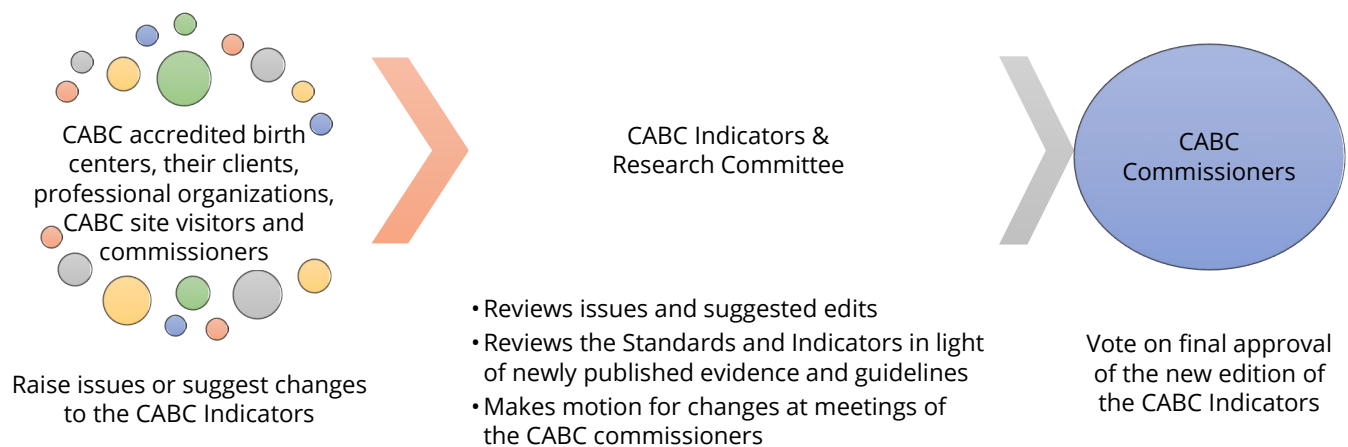 CABC accredited birth
centers, their clients,
professional organizations,
CABC site visitors and
commissioners
Raise issues or suggest changes
to the CABC Indicators
CABC Indicators &
Research Committee
• Reviews issues and suggested edits
• Reviews the Standards and Indicators in light
of newly published evidence and guidelines
• Makes motion for changes at meetings of
the CABC commissioners
CABC
Commissioners
Vote on final approval
of the new edition of
the CABC Indicators